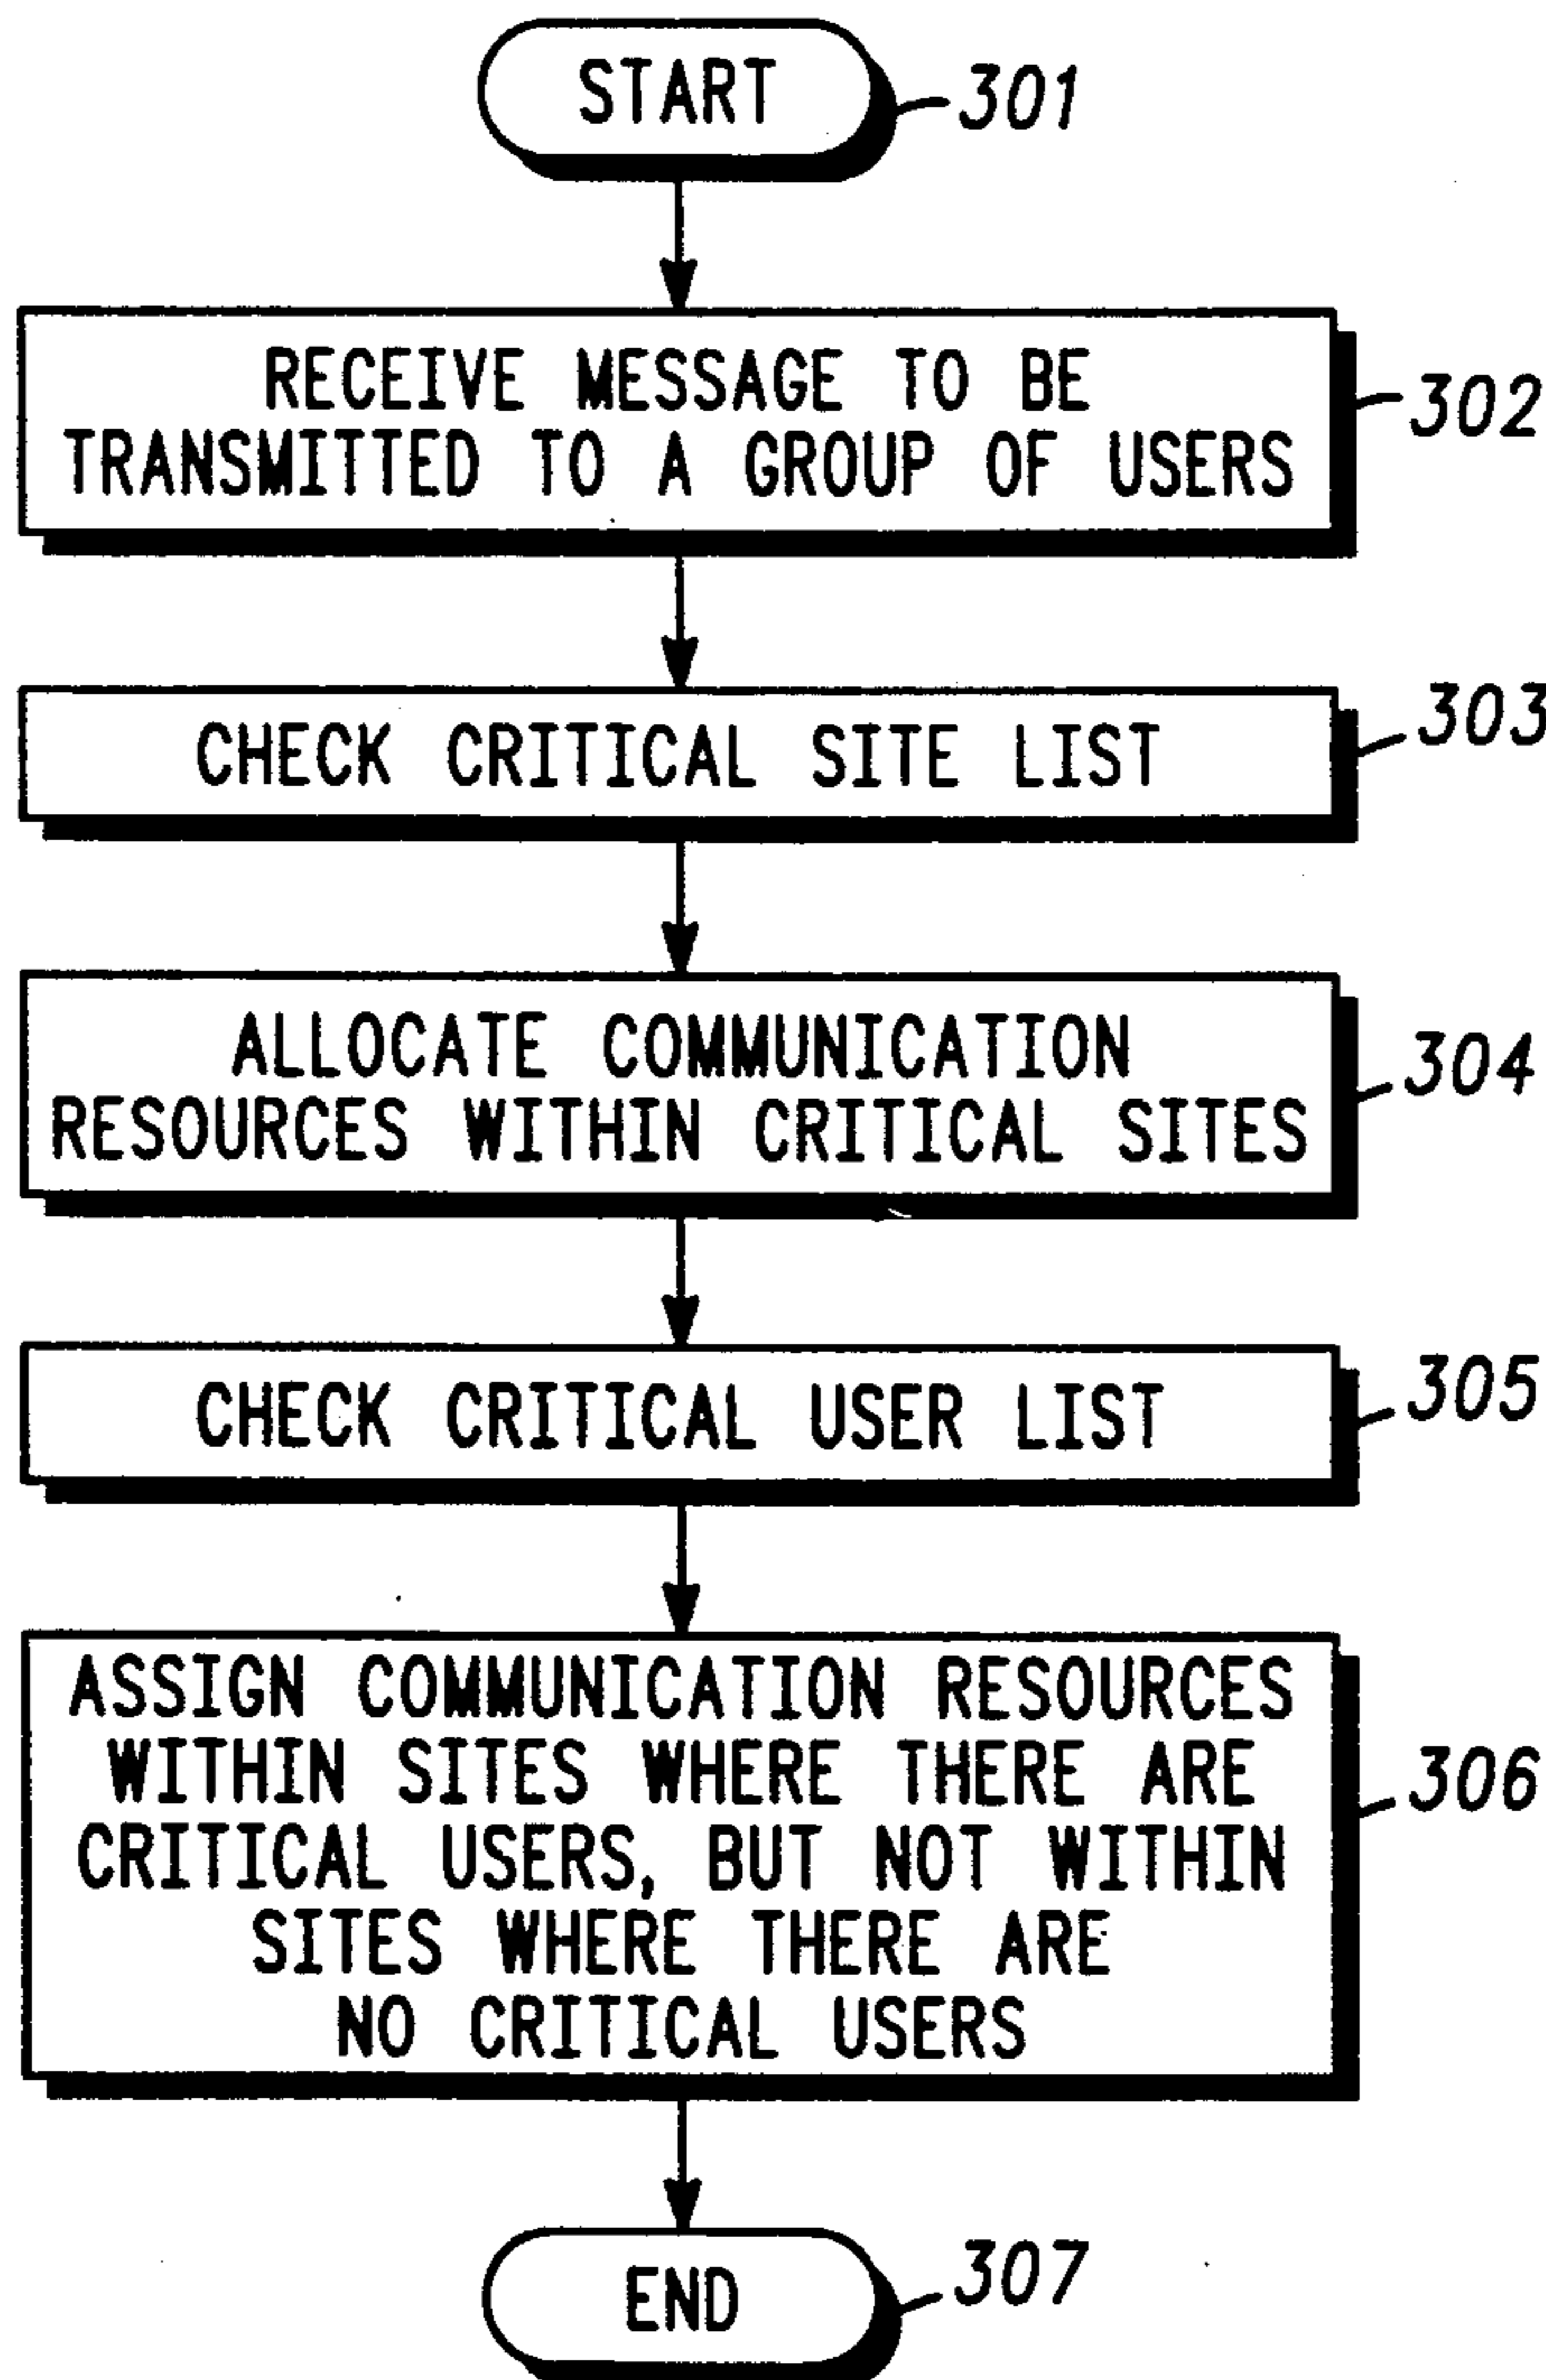 START
301
RECEIVE MESSAGE TO BE
TRANSMITTED TO A GROUP OF USERS
302
CHECK CRITICAL SITE LIST
303
ALLOCATE COMMUNICATION
RESOURCES WITHIN CRITICAL SITES
304
CHECK CRITICAL USER LIST
305
ASSIGN COMMUNICATION RESOURCES
WITHIN SITES WHERE THERE ARE
CRITICAL USERS, BUT NOT WITHIN
SITES WHERE THERE ARE
NO CRITICAL USERS
306
END
307